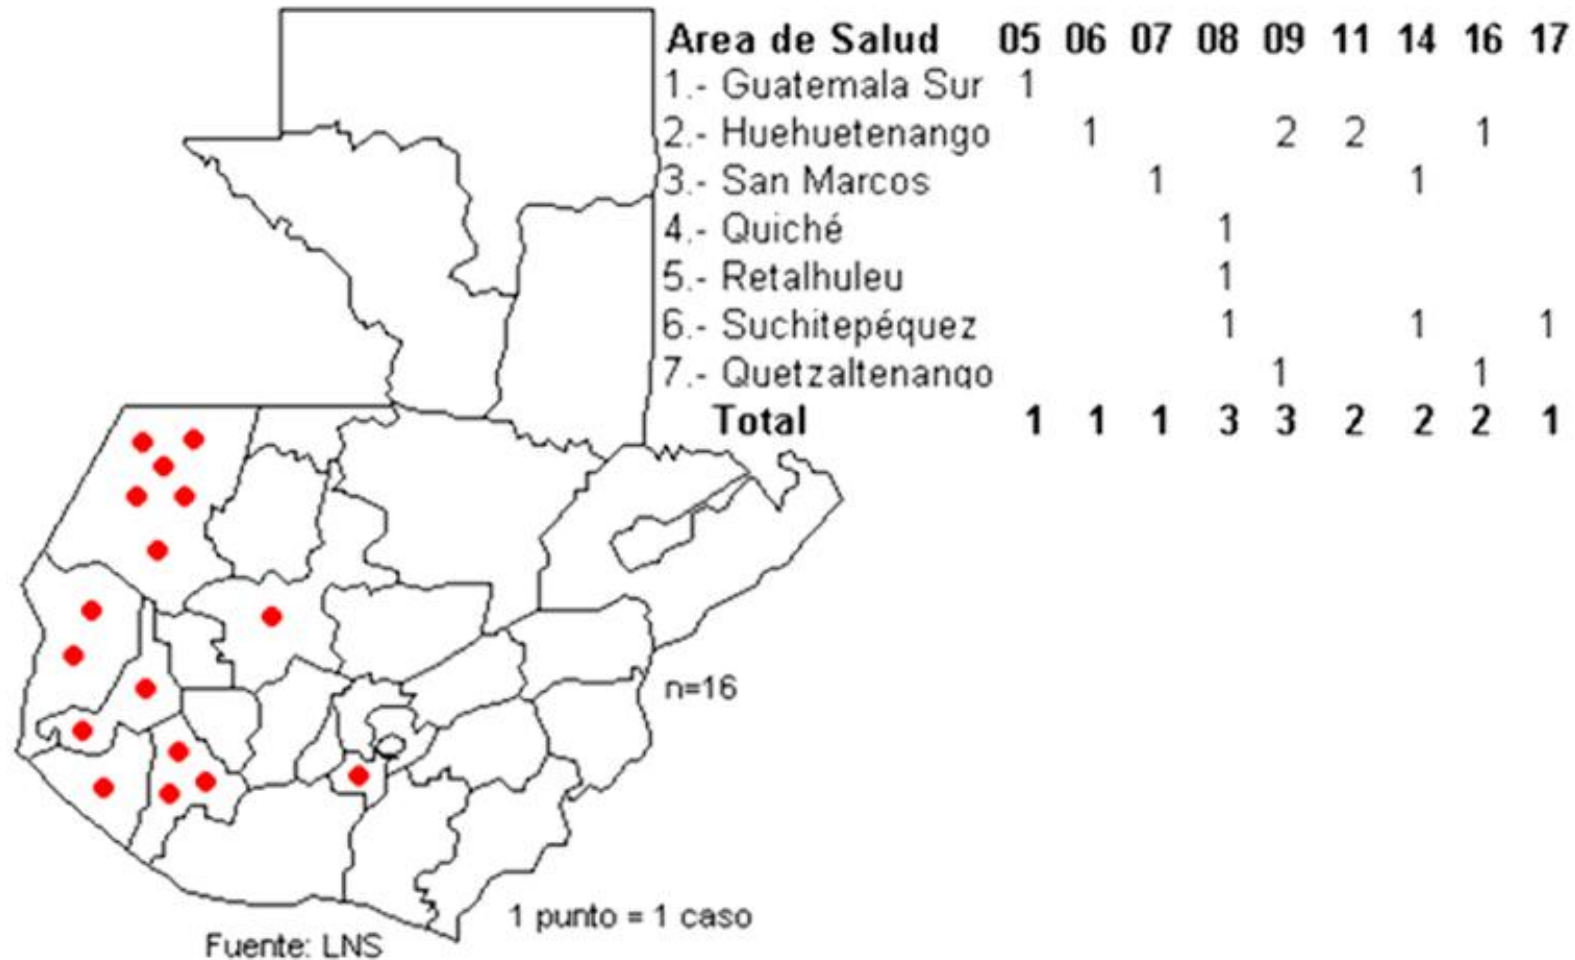 Area de Salud 05 06 07 08 09 11 14 16 17
1.- Guatemala Sur 1
2.- Huehuetenango 1 2 2 1
3.- San Marcos 1 1
4.- Quiché 1
5.- Retalhuleu 1
6.- Suchitepéquez 1 1 1
7.- Quetzaltenango 1 1
Total 1 1 1 3 3 2 2 2 1
n=16
1 punto = 1 caso
Fuente: LNS